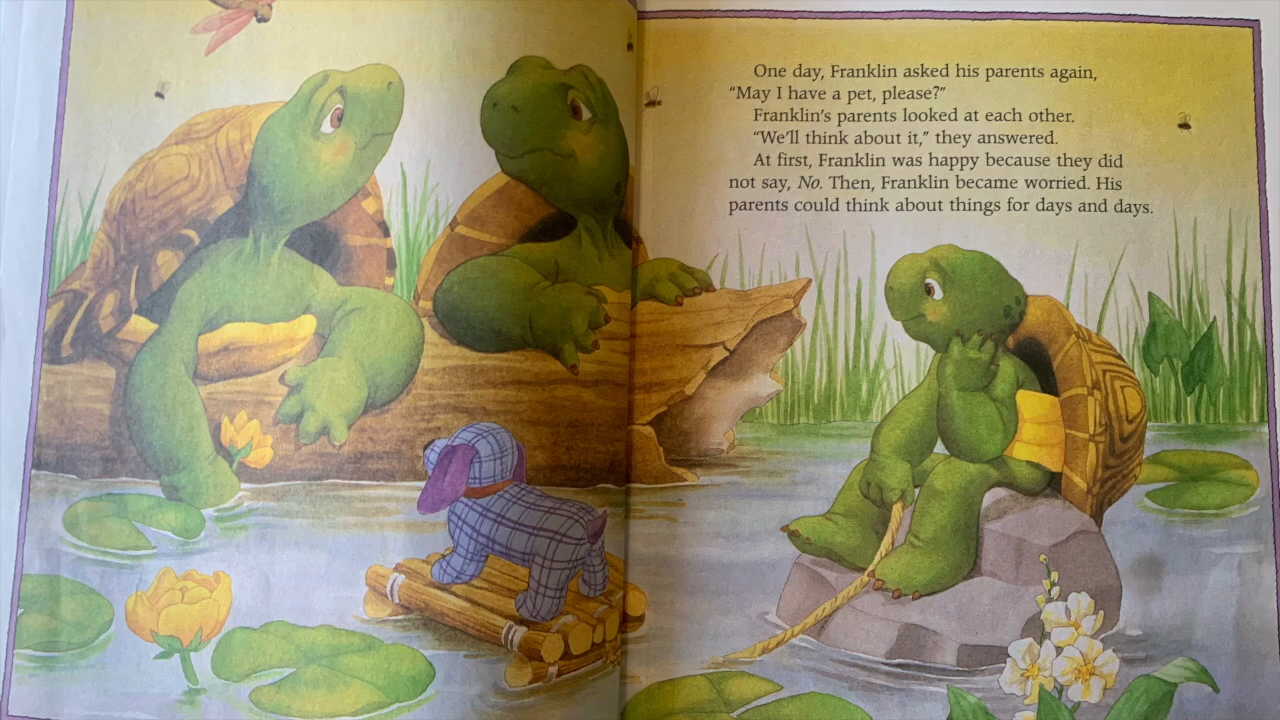 One day, Franklin asked his parents again,
“May I have a pet, please?”
Franklin’s parents looked at each other.
“We’ll think about it,” they answered.
At first, Franklin was happy because they did
not say, No. Then, Franklin became worried. His
parents could think about things for days and days.